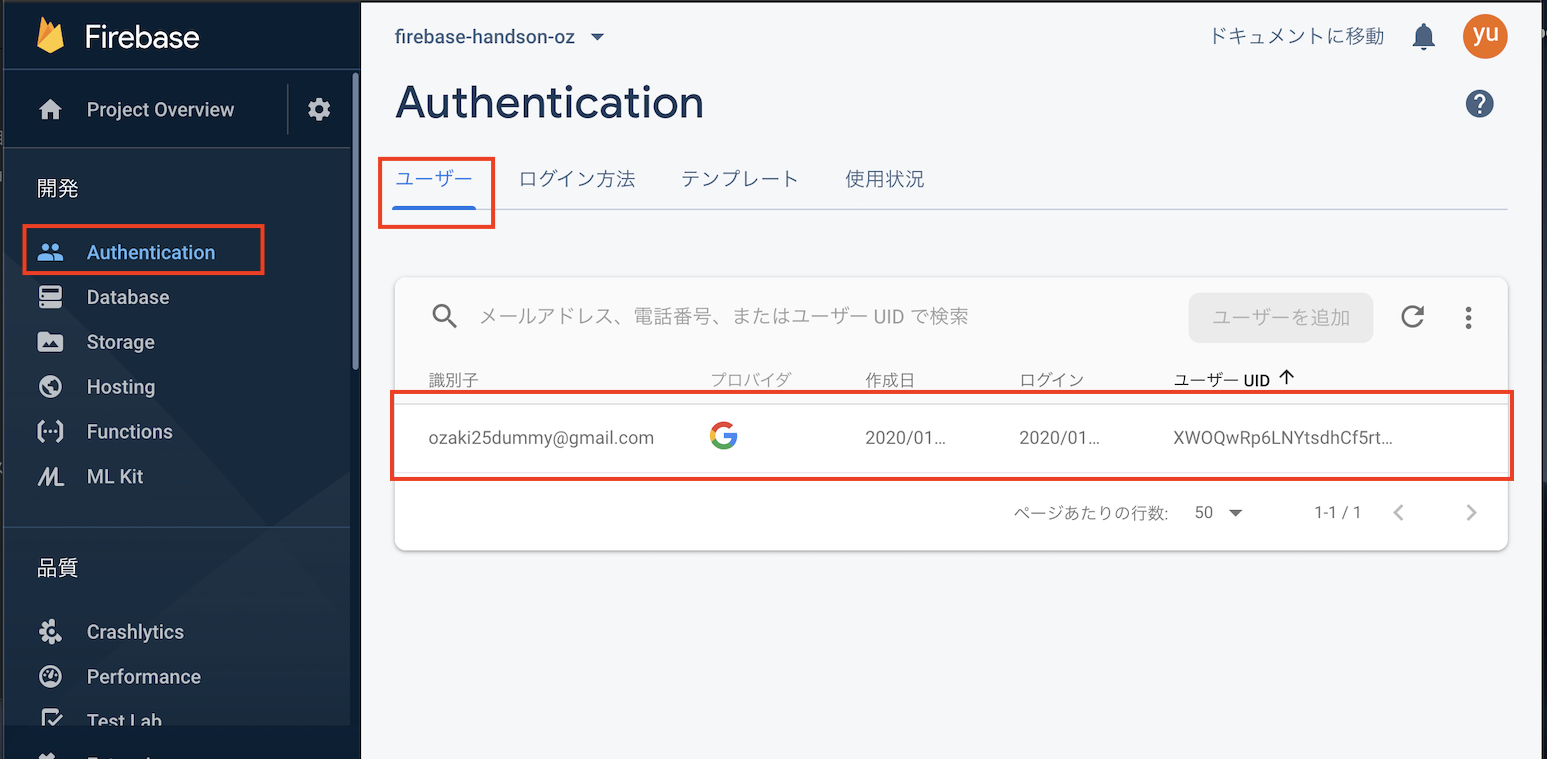 Firebase
Project Overview
開発
Authentication
Database
Storage
Hosting
Functions
ML Kit
品質
Crashlytics
Performance
Test Lab
firebase-handson-oz
ドキュメントに移動
yu
Authentication
ユーザー ログイン方法 テンプレート 使用状況
メールアドレス、電話番号、またはユーザー UID で検索
ユーザーを追加
識別子 プロバイダ 作成日 ログイン ユーザー UID ↑
ozaki25dummy@gmail.com 2020/01... 2020/01... XWOQwRp6LNYtsdhCf5rt...
ページあたりの行数: 50 1-1 / 1